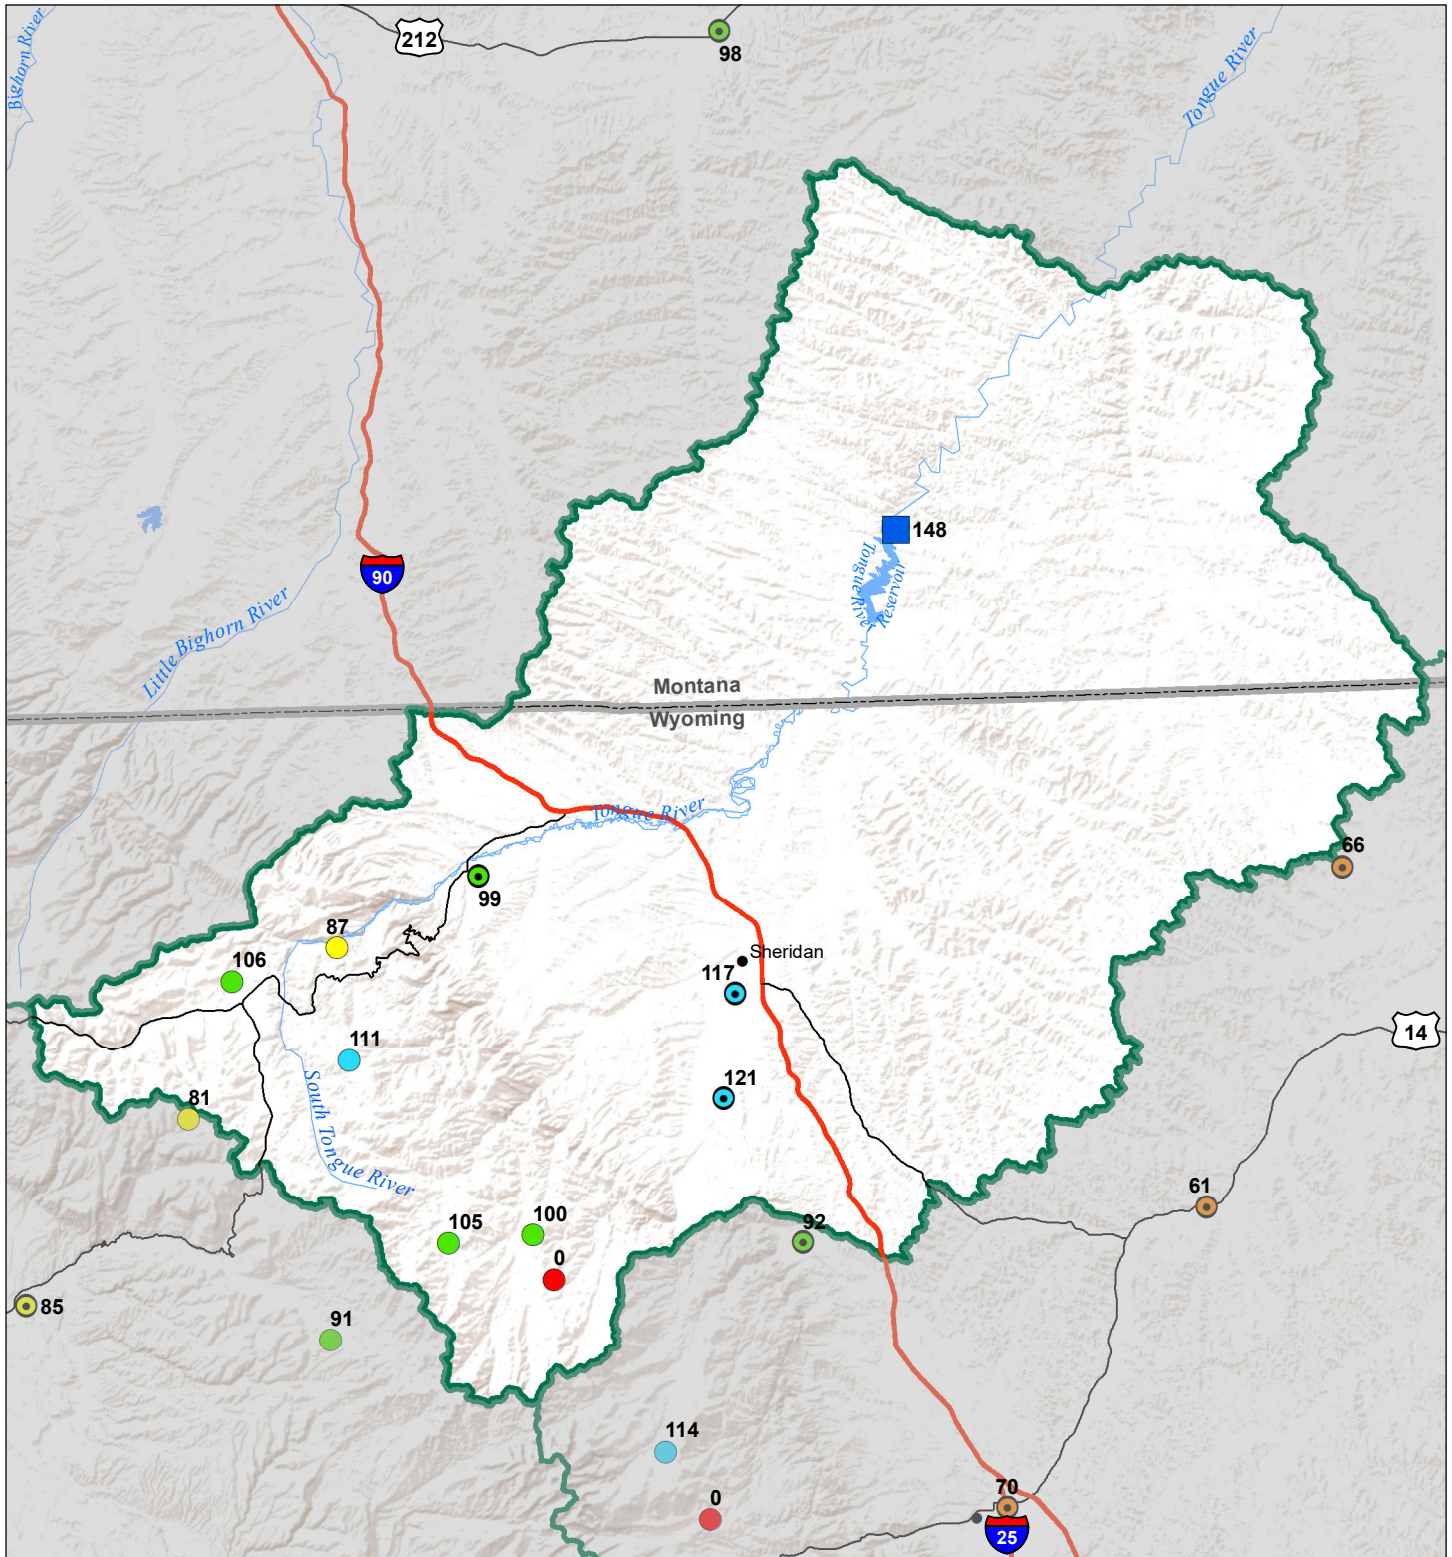 Bighorn River
212
98
Tongue River
148
Tongue River
Reservoir
90
Little Bighorn River
Montana
Wyoming
Tongue River
66
99
87
Sheridan
106
117
14
111
121
81
South Tongue River
61
105
100
92
0
85
91
114
70
0
25